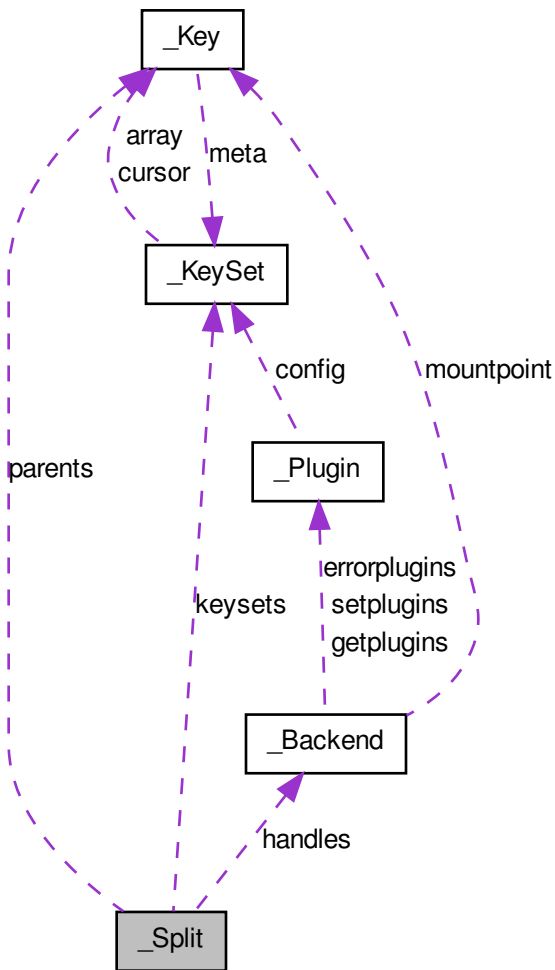 _Key
array
cursor
meta
_KeySet
config
mountpoint
_Plugin
parents
errorplugins
setplugins
getplugins
keysets
_Backend
handles
_Split